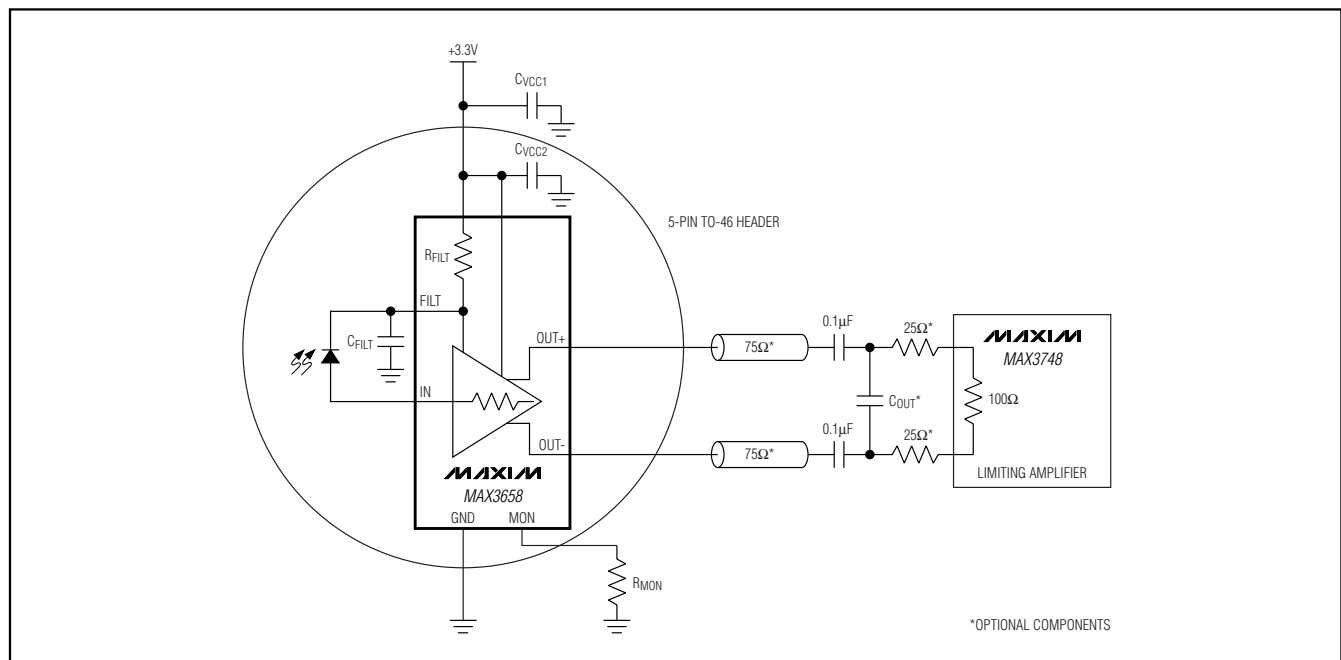 +3.3V
CVCC1
CVCC2
5-PIN TO-46 HEADER
RFILT
FILT
CFILT
OUT+
IN
OUT-
MAXIM
MAX3658
GND MON
RMON
75Ω*
0.1µF
25Ω*
COUT*
75Ω*
0.1µF
25Ω*
MAXIM
MAX3748
100Ω
LIMITING AMPLIFIER
*OPTIONAL COMPONENTS